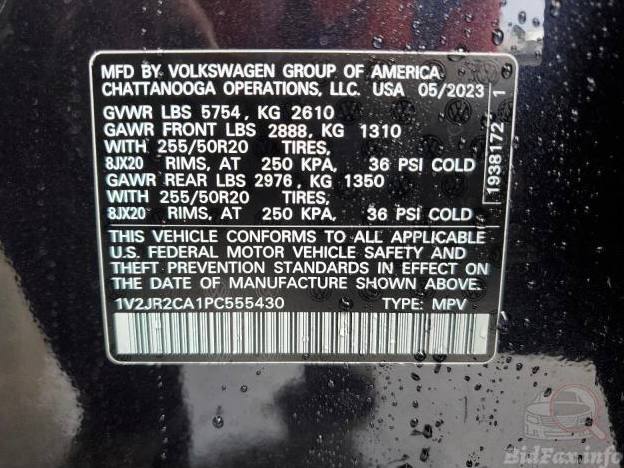 MFD BY VOLKSWAGEN GROUP OF AMERICA
CHATTANOOGA OPERATIONS, LLC. USA 05/2023
GVWR LBS 5754, KG 2610
GAWR FRONT LBS 2888, KG 1310
WITH 255/50R20 TIRES,
8JX20 RIMS, AT 250 KPA, 36 PSI COLD
GAWR REAR LBS 2976, KG 1350
WITH 255/50R20 TIRES,
8JX20 RIMS, AT 250 KPA, 36 PSI COLD
THIS VEHICLE CONFORMS TO ALL APPLICABLE
U.S. FEDERAL MOTOR VEHICLE SAFETY AND
THEFT PREVENTION STANDARDS IN EFFECT ON
THE DATE OF MANUFACTURE SHOWN ABOVE.
1V2JR2CA1PC555430 TYPE: MPV
1938172 1
BidFax.info